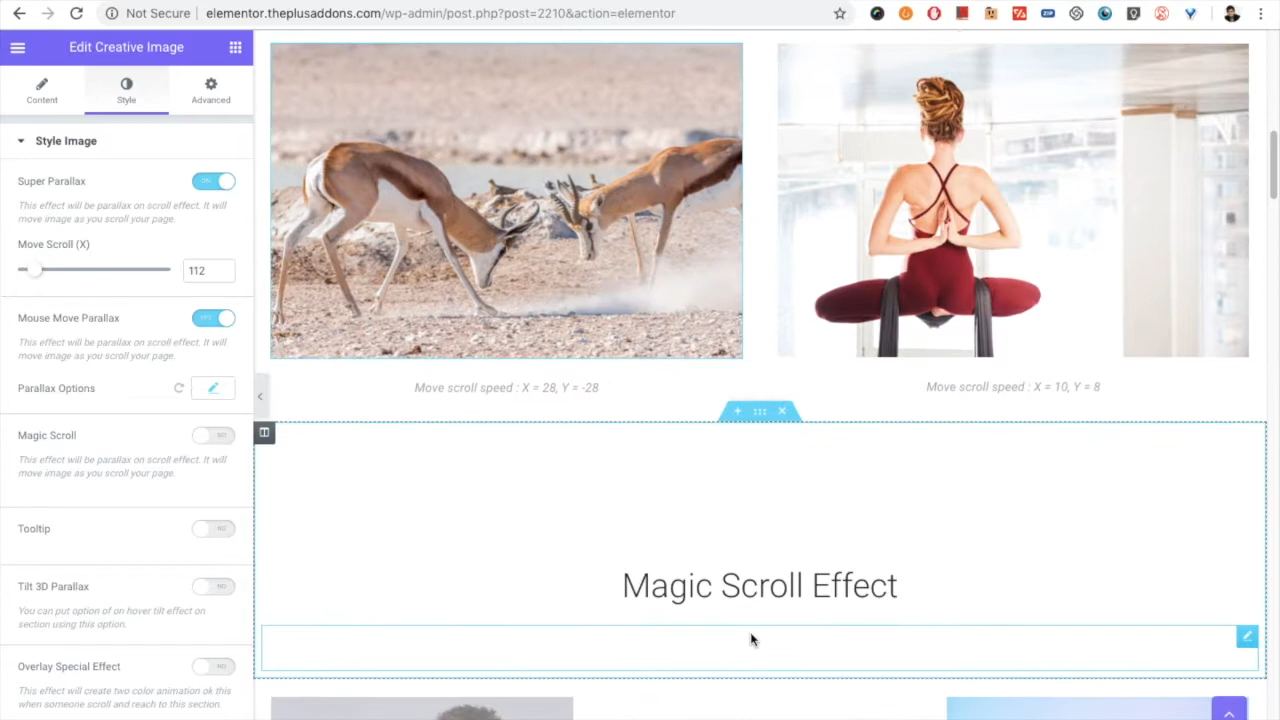 Not Secure
elementor.theplusaddons.com/wp-admin/post.php?post=2210&action=elementor
ZIP
Edit Creative Image
Content
Style
Advanced
Style Image
Super Parallax
ON
This effect will be parallax on scroll effect. It will
move image as you scroll your page.
Move Scroll (X)
112
Mouse Move Parallax
YES
This effect will be parallax on scroll effect. It will
move image as you scroll your page.
Parallax Options
Magic Scroll
NO
This effect will be parallax on scroll effect. It will
move image as you scroll your page.
Tooltip
NO
Tilt 3D Parallax
NO
You can put option of on hover tilt effect on
section using this option.
Overlay Special Effect
NO
This effect will create two color animation ok this
when someone scroll and reach to this section.
Move scroll speed : X = 28, Y = -28
Move scroll speed : X = 10, Y = 8
Magic Scroll Effect